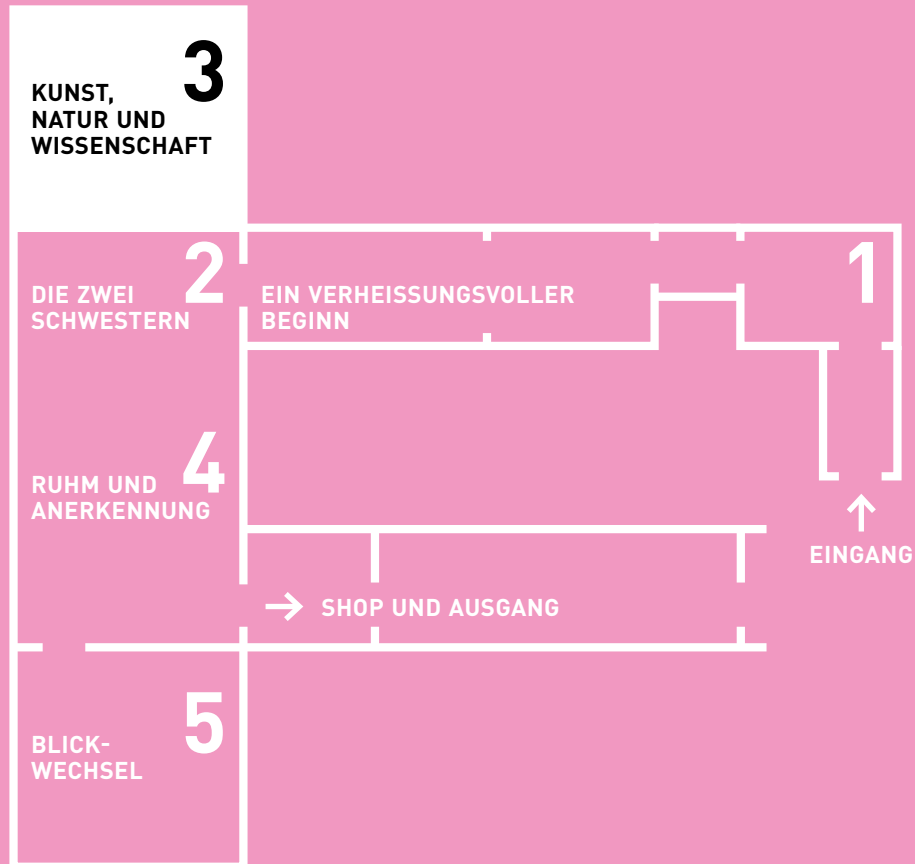 3
KUNST,
NATUR UND
WISSENSCHAFT
2
DIE ZWEI
SCHWESTERN
EIN VERHEISSUNGSVOLLER
BEGINN
1
4
RUHM UND
ANERKENNUNG
EINGANG
SHOP UND AUSGANG
5
BLICK-
WECHSEL